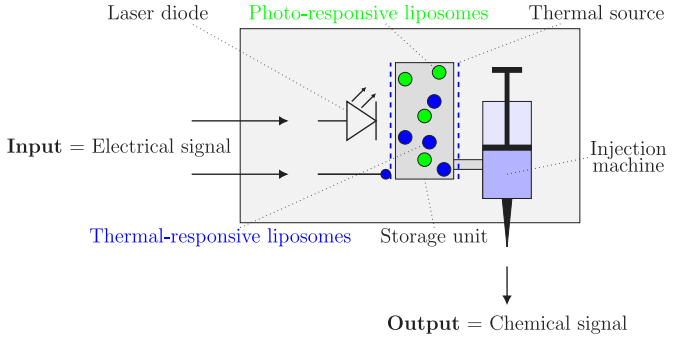 Laser diode
Photo-responsive liposomes
Thermal source
Input = Electrical signal
Injection
machine
Thermal-responsive liposomes
Storage unit
Output = Chemical signal